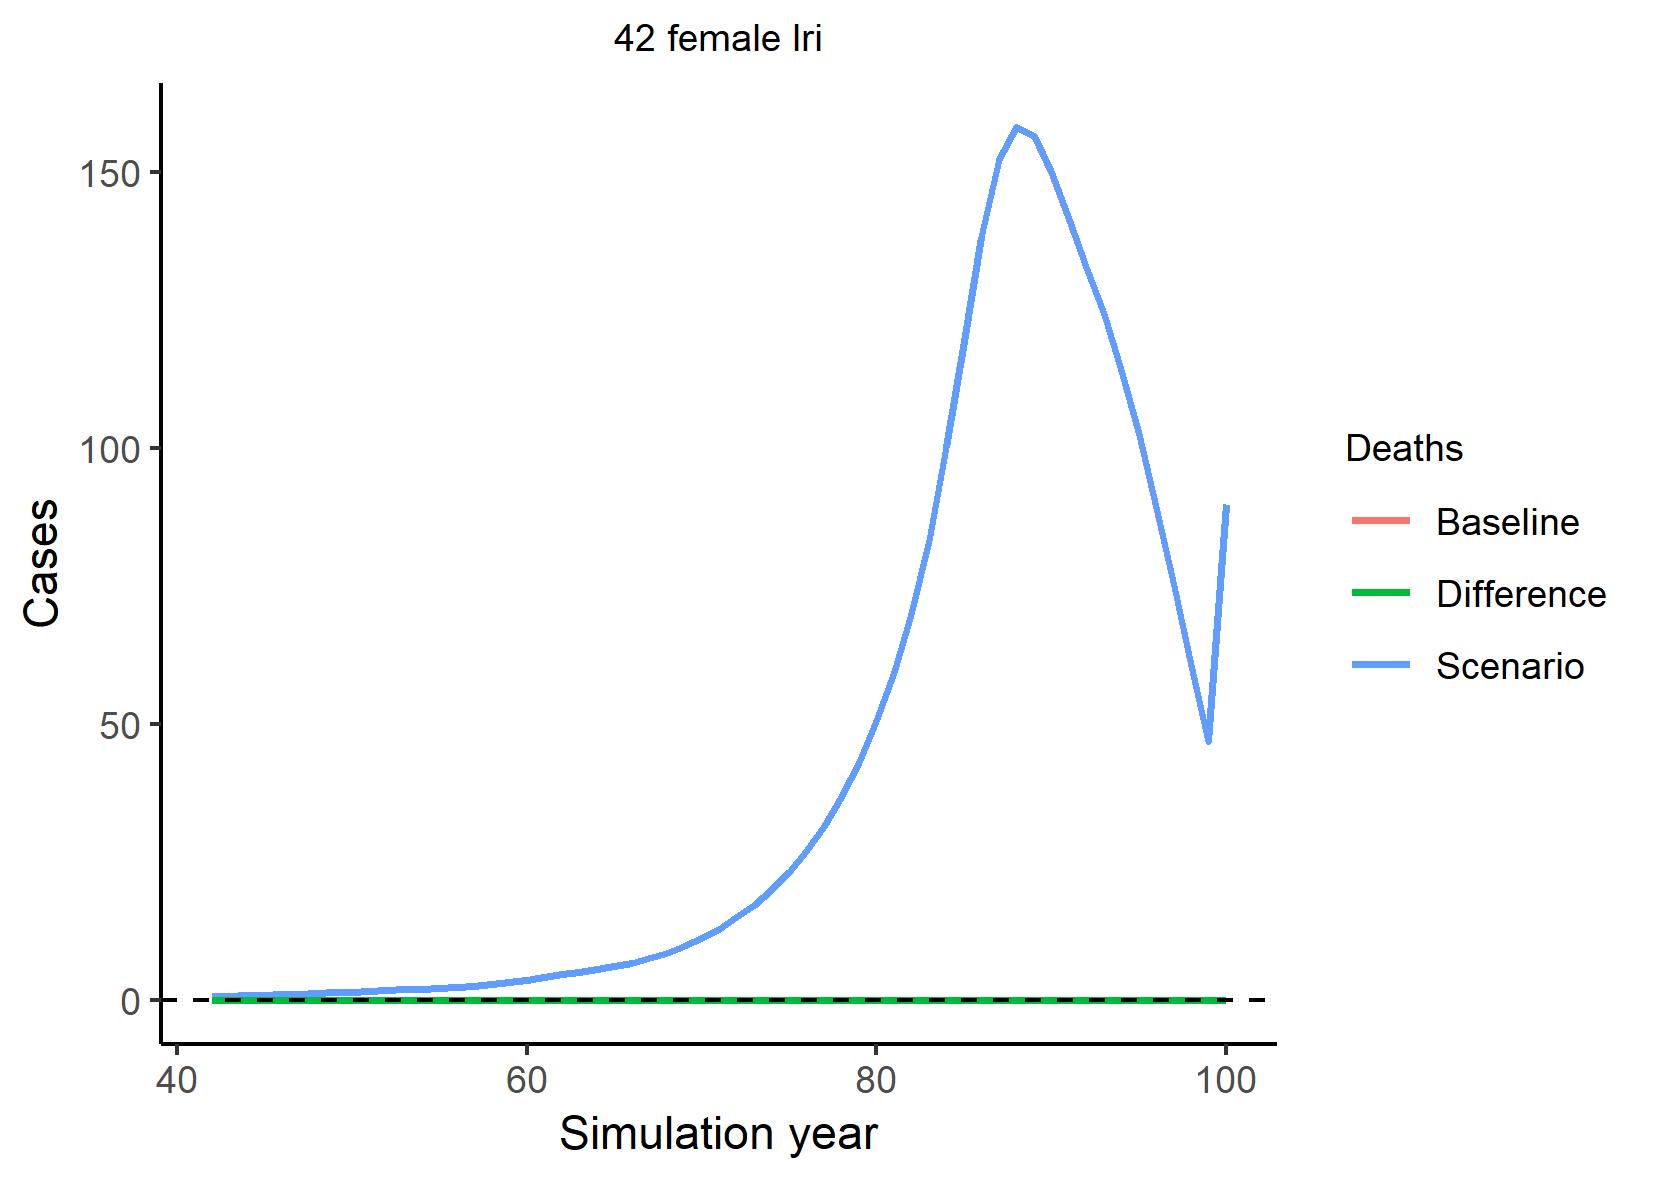 42 female lri
150
100
50
0
40 60 80 100
Simulation year
Cases
Deaths
Baseline
Difference
Scenario